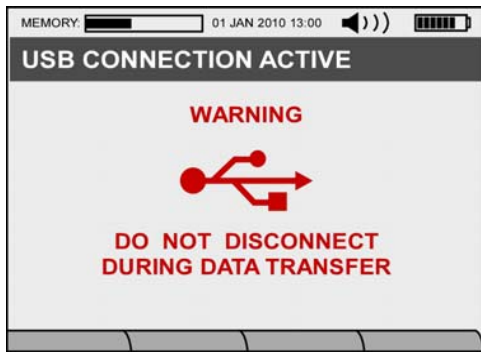 MEMORY: 01 JAN 2010 13:00
USB CONNECTION ACTIVE
WARNING
DO NOT DISCONNECT
DURING DATA TRANSFER